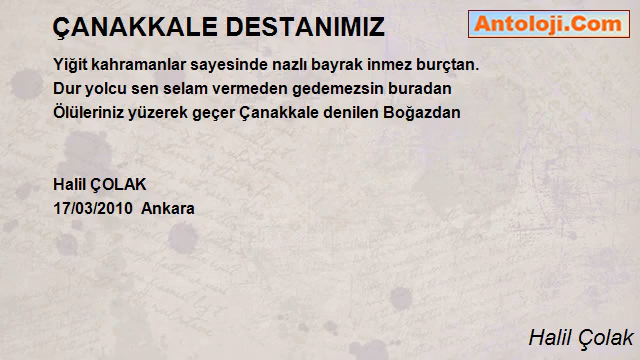 ÇANAKKALE DESTANIMIZ
Antoloji.Com
Yiğit kahramanlar sayesinde nazlı bayrak inmez burçtan.
Dur yolcu sen selam vermeden gedemezsin buradan
Ölüleriniz yüzerek geçer Çanakkale denilen Boğazdan
Halil ÇOLAK
17/03/2010 Ankara
Halil Çolak